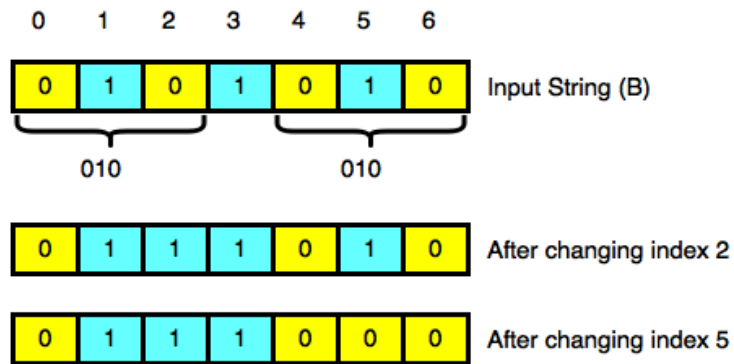 0 1 2 3 4 5 6
0 1 0 1 0 1 0 Input String (B)
010 010
0 1 1 1 0 1 0 After changing index 2
0 1 1 1 0 0 0 After changing index 5